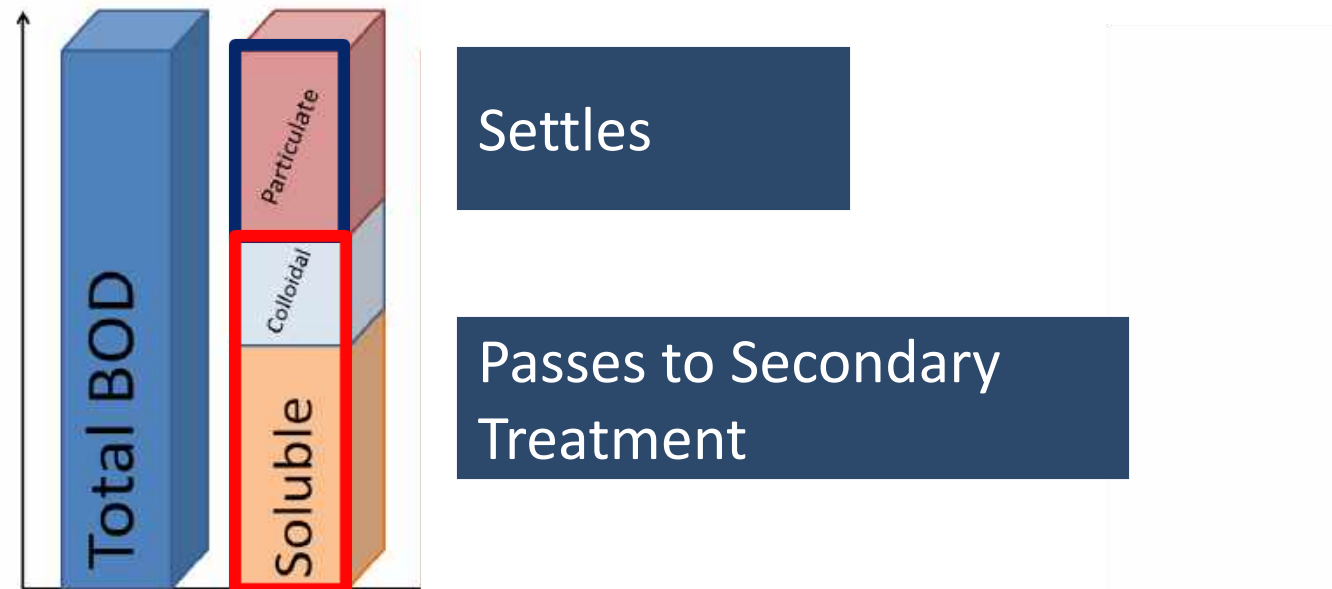 Total BOD
Particulate
Colloidal
Soluble
Settles
Passes to Secondary
Treatment